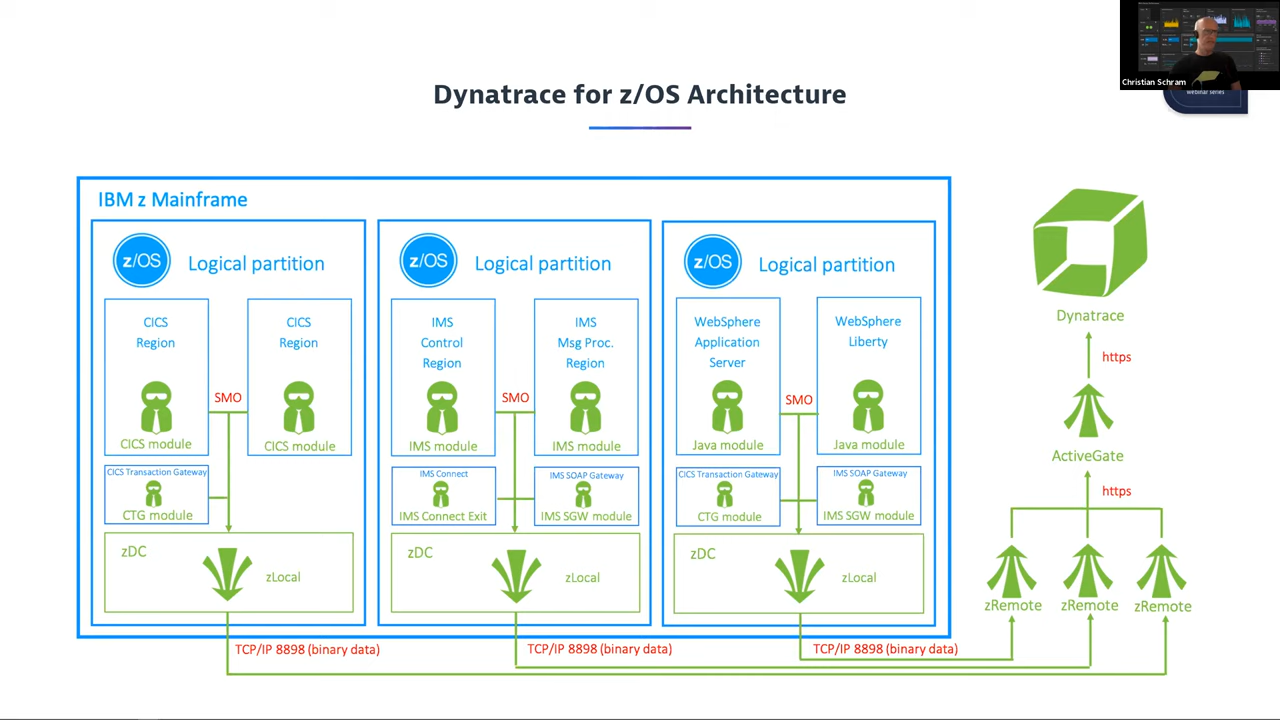 Christian Schram
webinar series
Dynatrace for z/OS Architecture
IBM z Mainframe
z/OS
Logical partition
CICS
Region
CICS module
SMO
CICS
Region
CICS module
CICS Transaction Gateway
CTG module
zDC
zLocal
z/OS
Logical partition
IMS
Control
Region
IMS module
SMO
IMS
Msg Proc.
Region
IMS module
IMS Connect
IMS Connect Exit
IMS SOAP Gateway
IMS SGW module
zDC
zLocal
z/OS
Logical partition
WebSphere
Application
Server
Java module
SMO
WebSphere
Liberty
Java module
CICS Transaction Gateway
CTG module
IMS SOAP Gateway
IMS SGW module
zDC
zLocal
Dynatrace
https
ActiveGate
https
zRemote
zRemote
zRemote
TCP/IP 8898 (binary data)
TCP/IP 8898 (binary data)
TCP/IP 8898 (binary data)